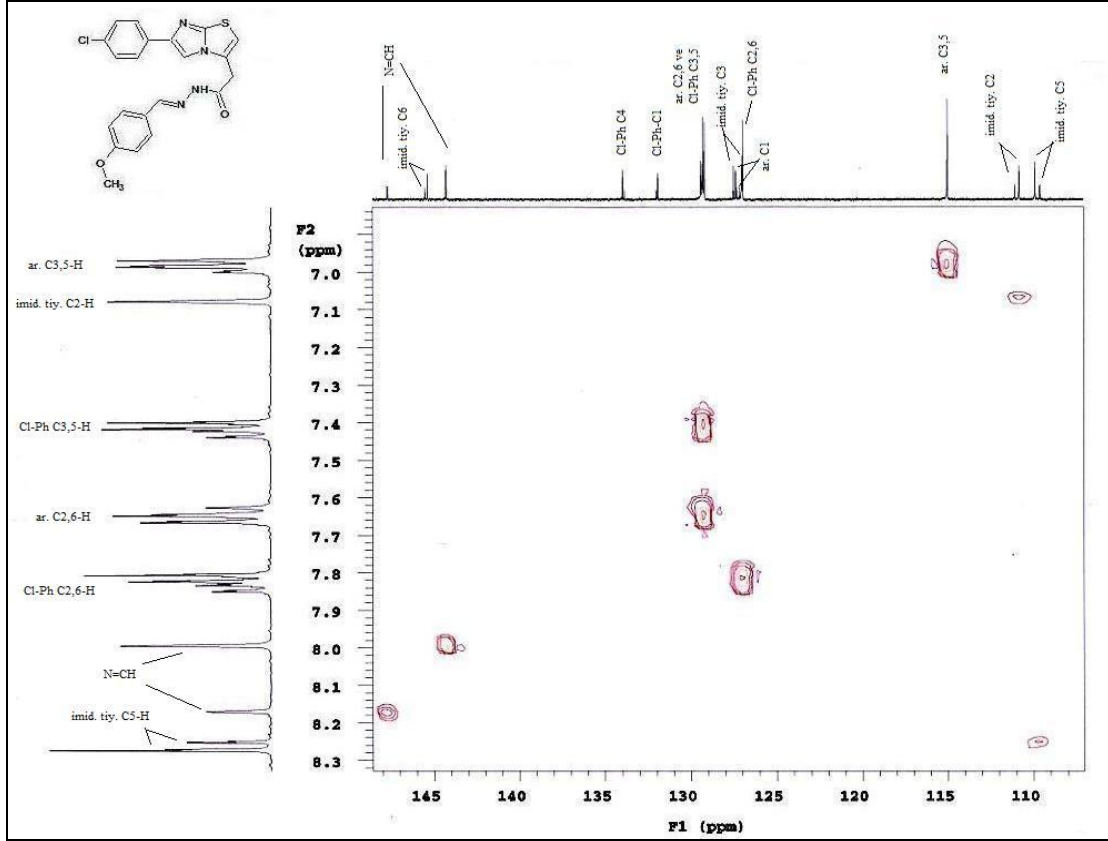 Cl
N
S
N
N
NH
O
O
CH₃
N=CH
imid. tiy. C6
Cl-Ph C4
Cl-Ph-C1
ar. C2,6 ve
Cl-Ph C3,5
imid. tiy. C3
Cl-Ph C2,6
ar. C1
ar. C3,5
imid. tiy. C2
imid. tiy. C5
F2
(ppm)
ar. C3,5-H
imid. tiy. C2-H
Cl-Ph C3,5-H
ar. C2,6-H
Cl-Ph C2,6-H
N=CH
imid. tiy. C5-H
7.0
7.1
7.2
7.3
7.4
7.5
7.6
7.7
7.8
7.9
8.0
8.1
8.2
8.3
145 140 135 130 125 120 115 110
F1 (ppm)